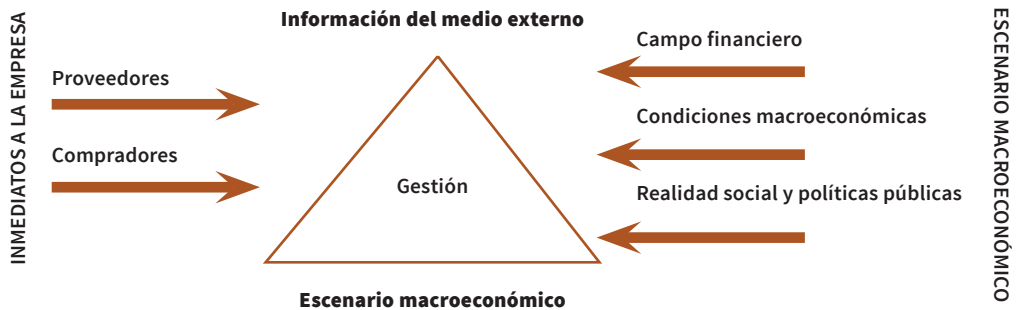 Información del medio externo
INMEDIATOS A LA EMPRESA
Proveedores
Compradores
Gestión
Campo financiero
Condiciones macroeconómicas
Realidad social y políticas públicas
ESCENARIO MACROECONÓMICO
Escenario macroeconómico